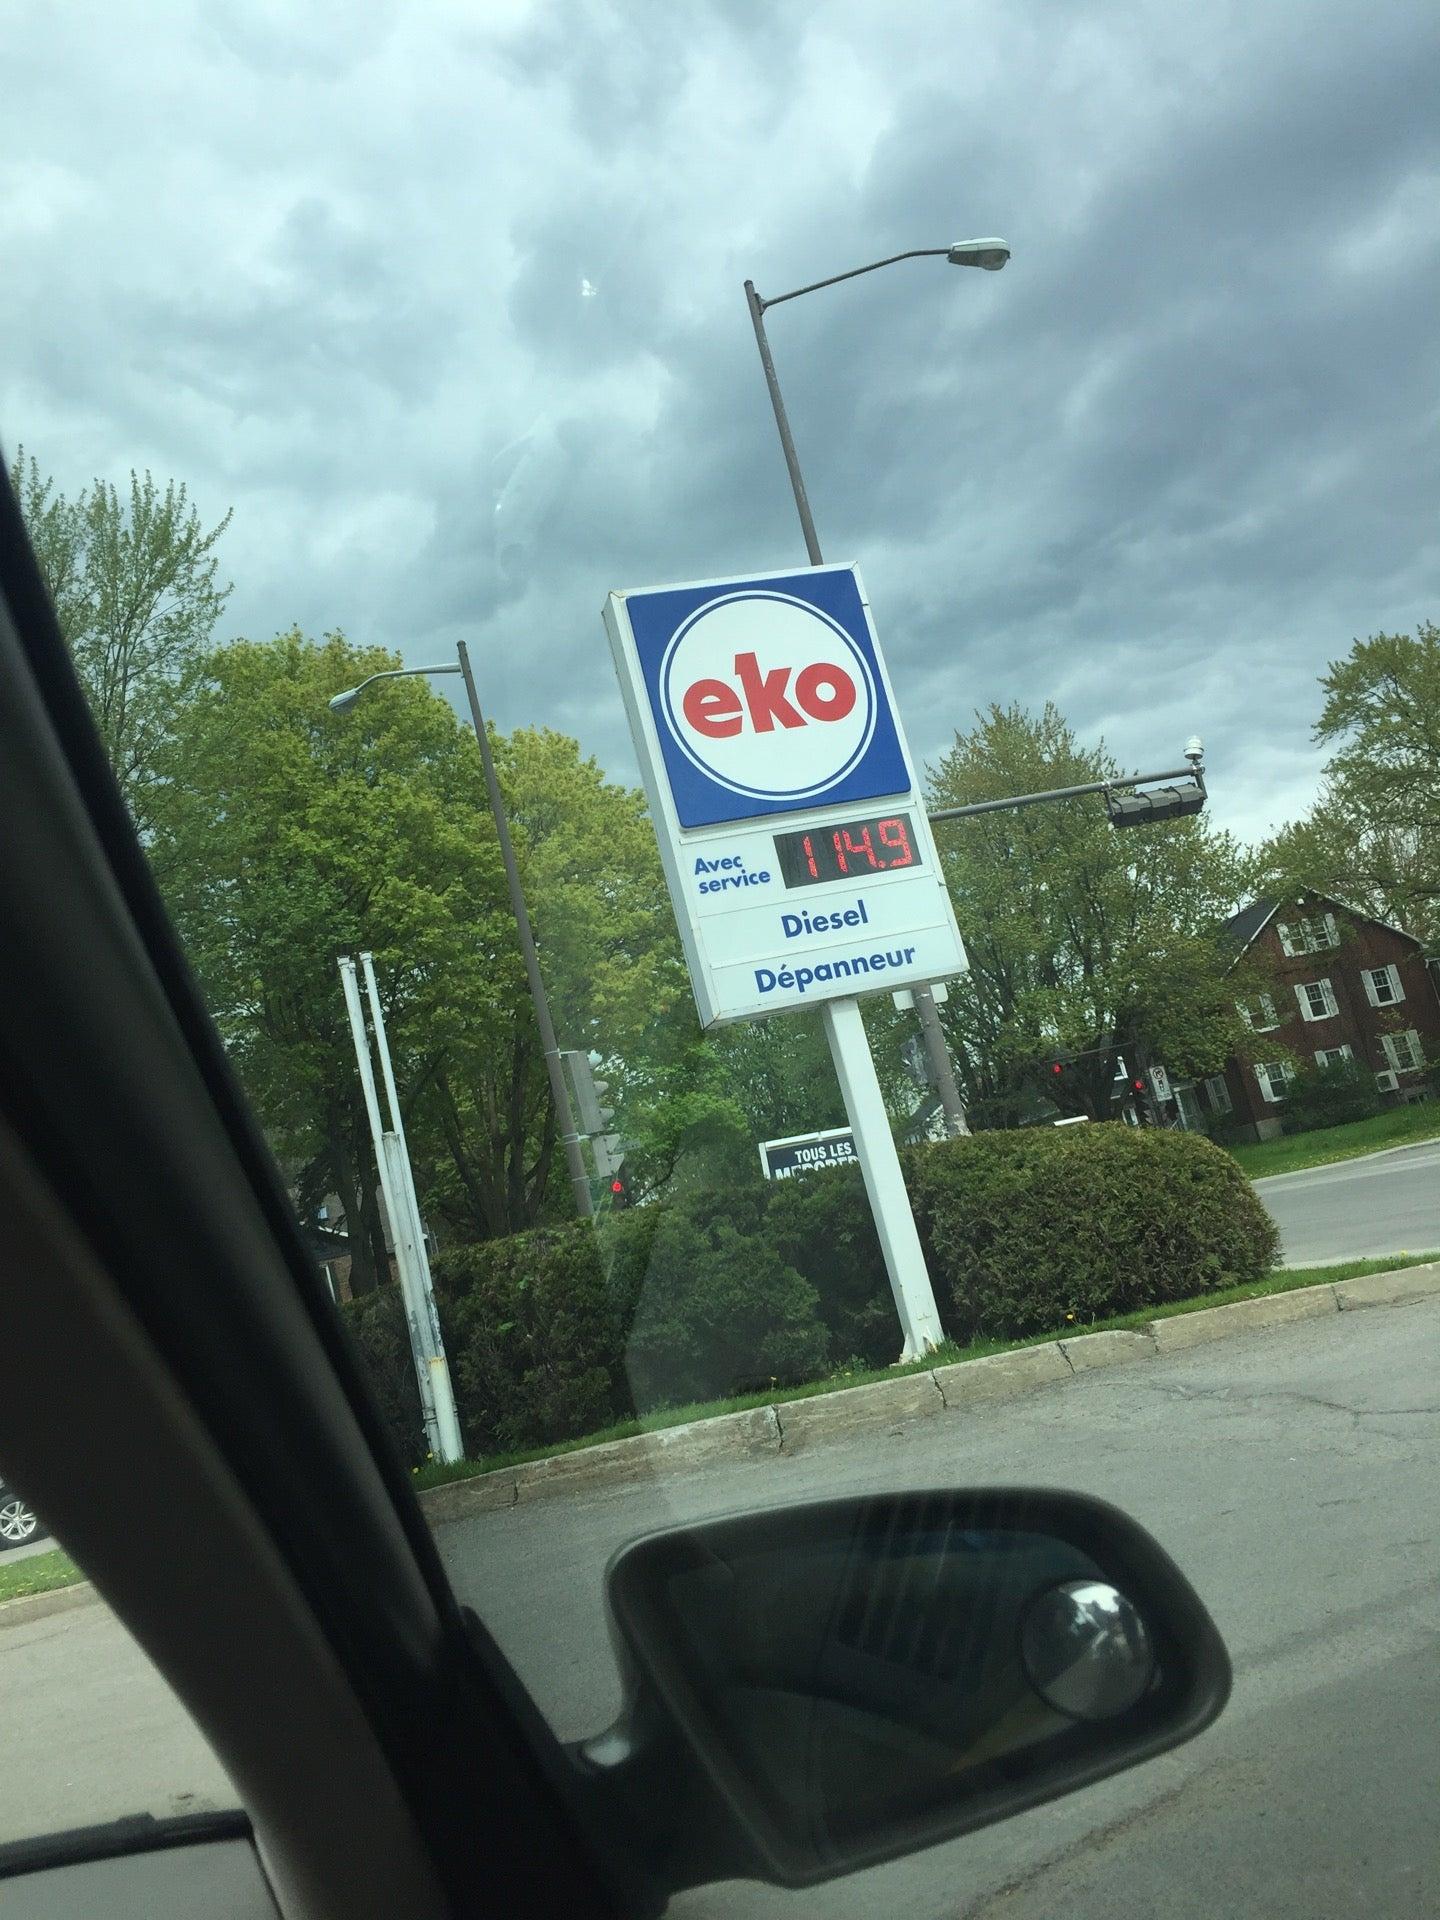 eko
Avec
service
114.9
Diesel
Dépanneur
TOUS LES